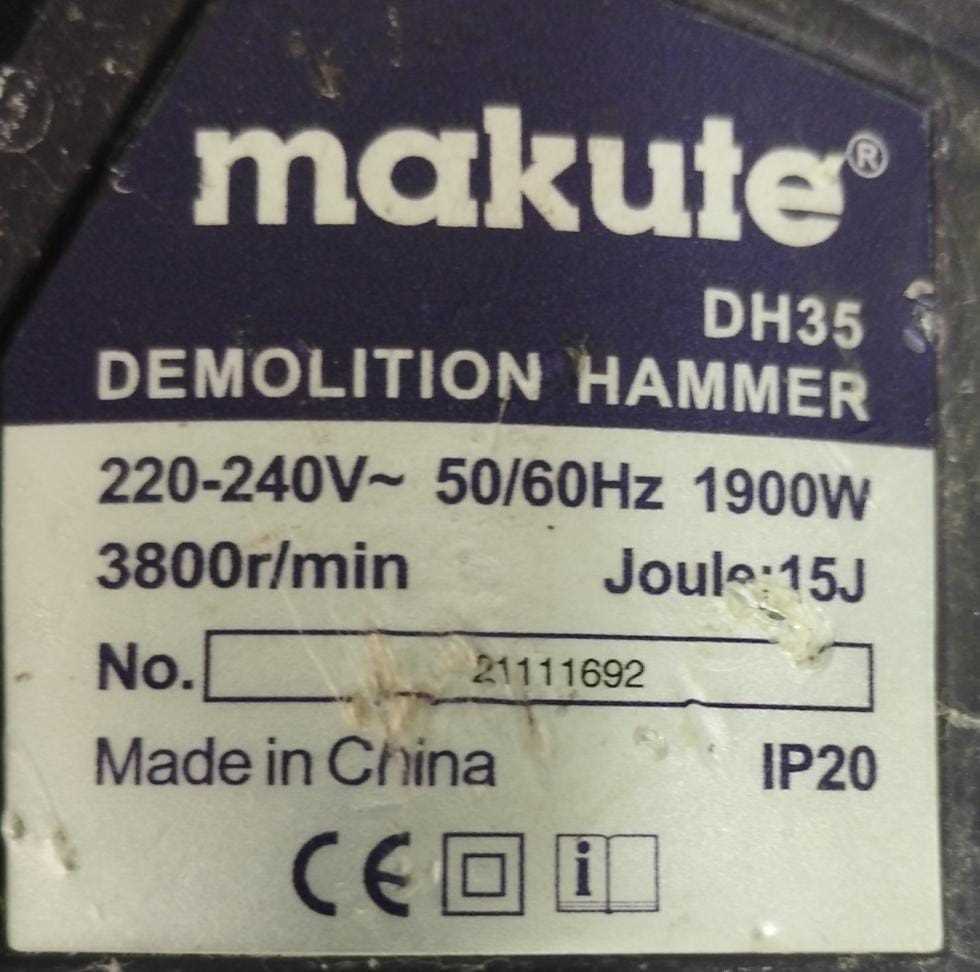 makute®
DH35
DEMOLITION HAMMER
220-240V~ 50/60Hz 1900W
3800r/min Joule:15J
No. 21111692
Made in China IP20
CE i